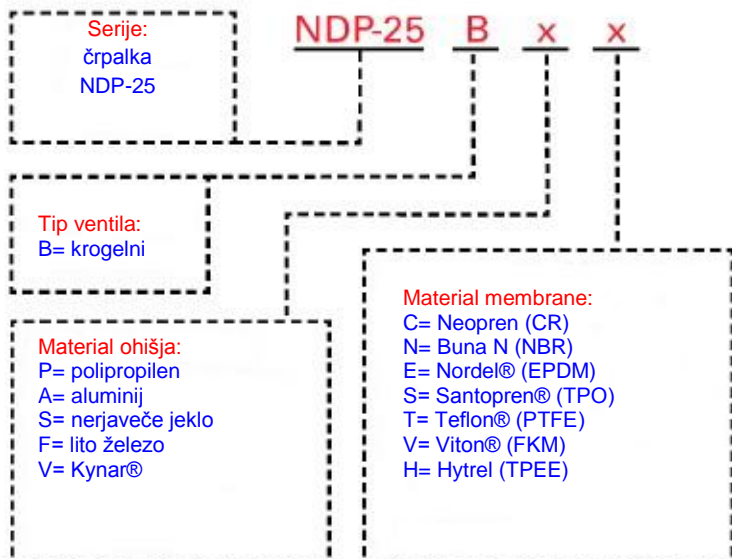 NDP-25 B x x
Serije:
črpalka
NDP-25
Tip ventila:
B= krogelni
Material ohišja:
P= polipropilen
A= aluminij
S= nerjaveče jeklo
F= lito železo
V= Kynar®
Material membrane:
C= Neopren (CR)
N= Buna N (NBR)
E= Nordel® (EPDM)
S= Santopren® (TPO)
T= Teflon® (PTFE)
V= Viton® (FKM)
H= Hytrel (TPEE)